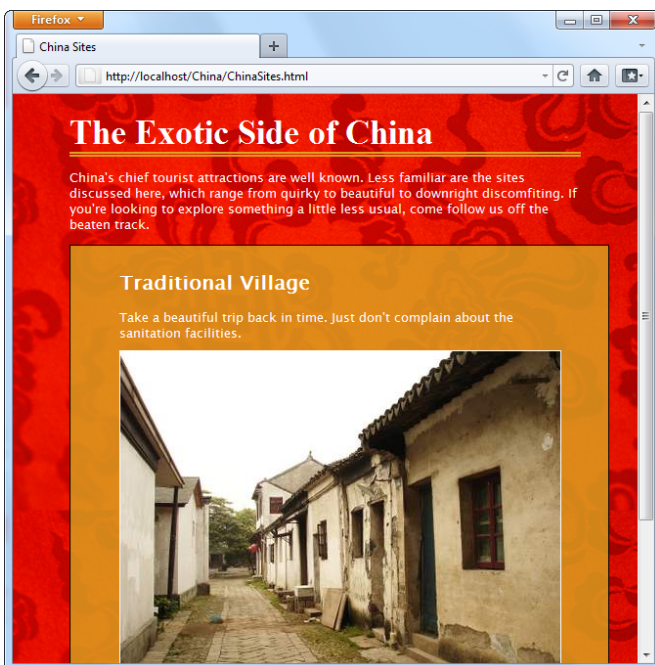 Firefox
China Sites
http://localhost/China/ChinaSites.html
The Exotic Side of China
China's chief tourist attractions are well known. Less familiar are the sites
discussed here, which range from quirky to beautiful to downright discomfiting. If
you're looking to explore something a little less usual, come follow us off the
beaten track.
Traditional Village
Take a beautiful trip back in time. Just don't complain about the
sanitation facilities.